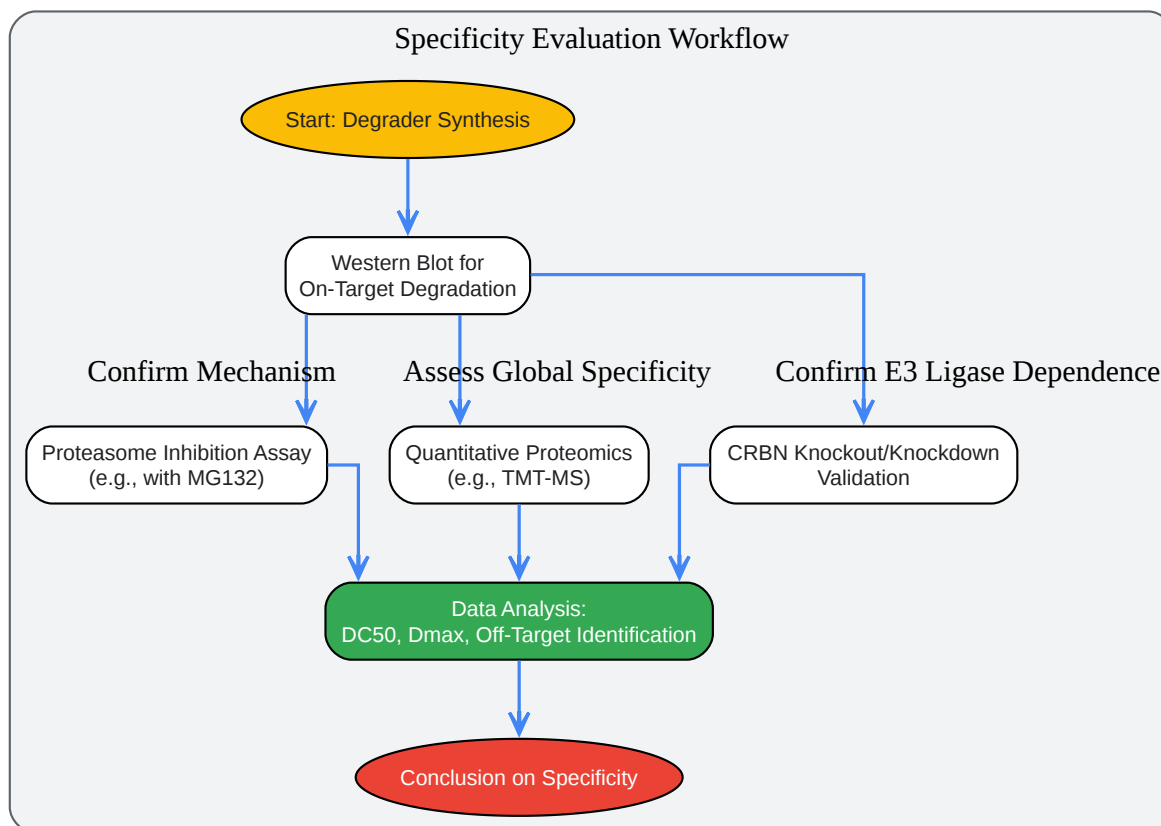 Specificity Evaluation Workflow
Start: Degrader Synthesis
Western Blot for
On-Target Degradation
Confirm Mechanism
Assess Global Specificity
Confirm E3 Ligase Dependence
Proteasome Inhibition Assay
(e.g., with MG132)
Quantitative Proteomics
(e.g., TMT-MS)
CRBN Knockout/Knockdown
Validation
Data Analysis:
DC50, Dmax, Off-Target Identification
Conclusion on Specificity